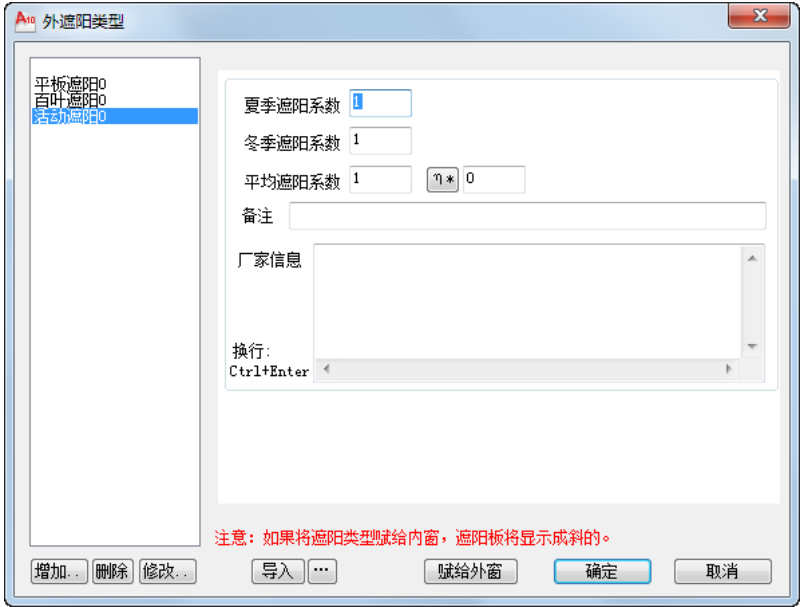 A10 外遮阳类型
平板遮阳0
百叶遮阳0
活动遮阳0
夏季遮阳系数 1
冬季遮阳系数 1
平均遮阳系数 1 η* 0
备注
厂家信息
换行:
Ctrl+Enter
注意: 如果将遮阳类型赋给内窗，遮阳板将显示成斜的。
增加.. 删除 修改.. 导入 ... 赋给外窗 确定 取消